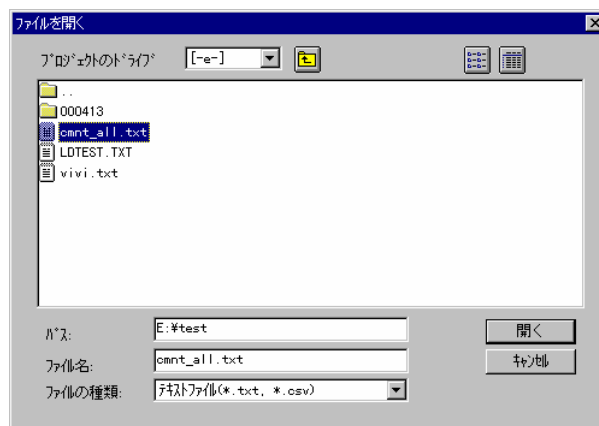 ファイルを開く
ﾌﾟﾛｼﾞｪｸﾄのﾄﾞﾗｲﾌﾞ [-e-]
..
000413
cmnt_all.txt
LDTEST.TXT
vivi.txt
ﾊﾟｽ: E:¥test
開く
ﾌｧｲﾙ名: cmnt_all.txt
ｷｬﾝｾﾙ
ﾌｧｲﾙの種類: ﾃｷｽﾄﾌｧｲﾙ(*.txt, *.csv)